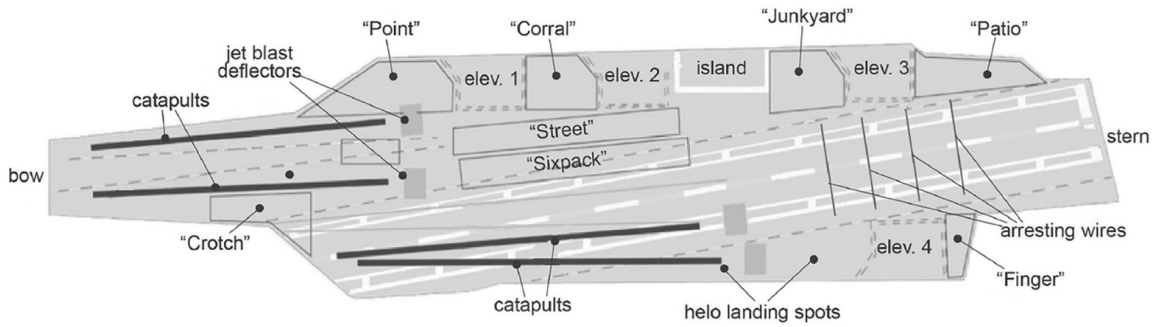 "Point"
"Corral"
"Junkyard"
"Patio"
jet blast
deflectors
elev. 1
elev. 2
island
elev. 3
catapults
"Street"
"Sixpack"
bow
stern
"Crotch"
elev. 4
arresting wires
"Finger"
catapults
helo landing spots